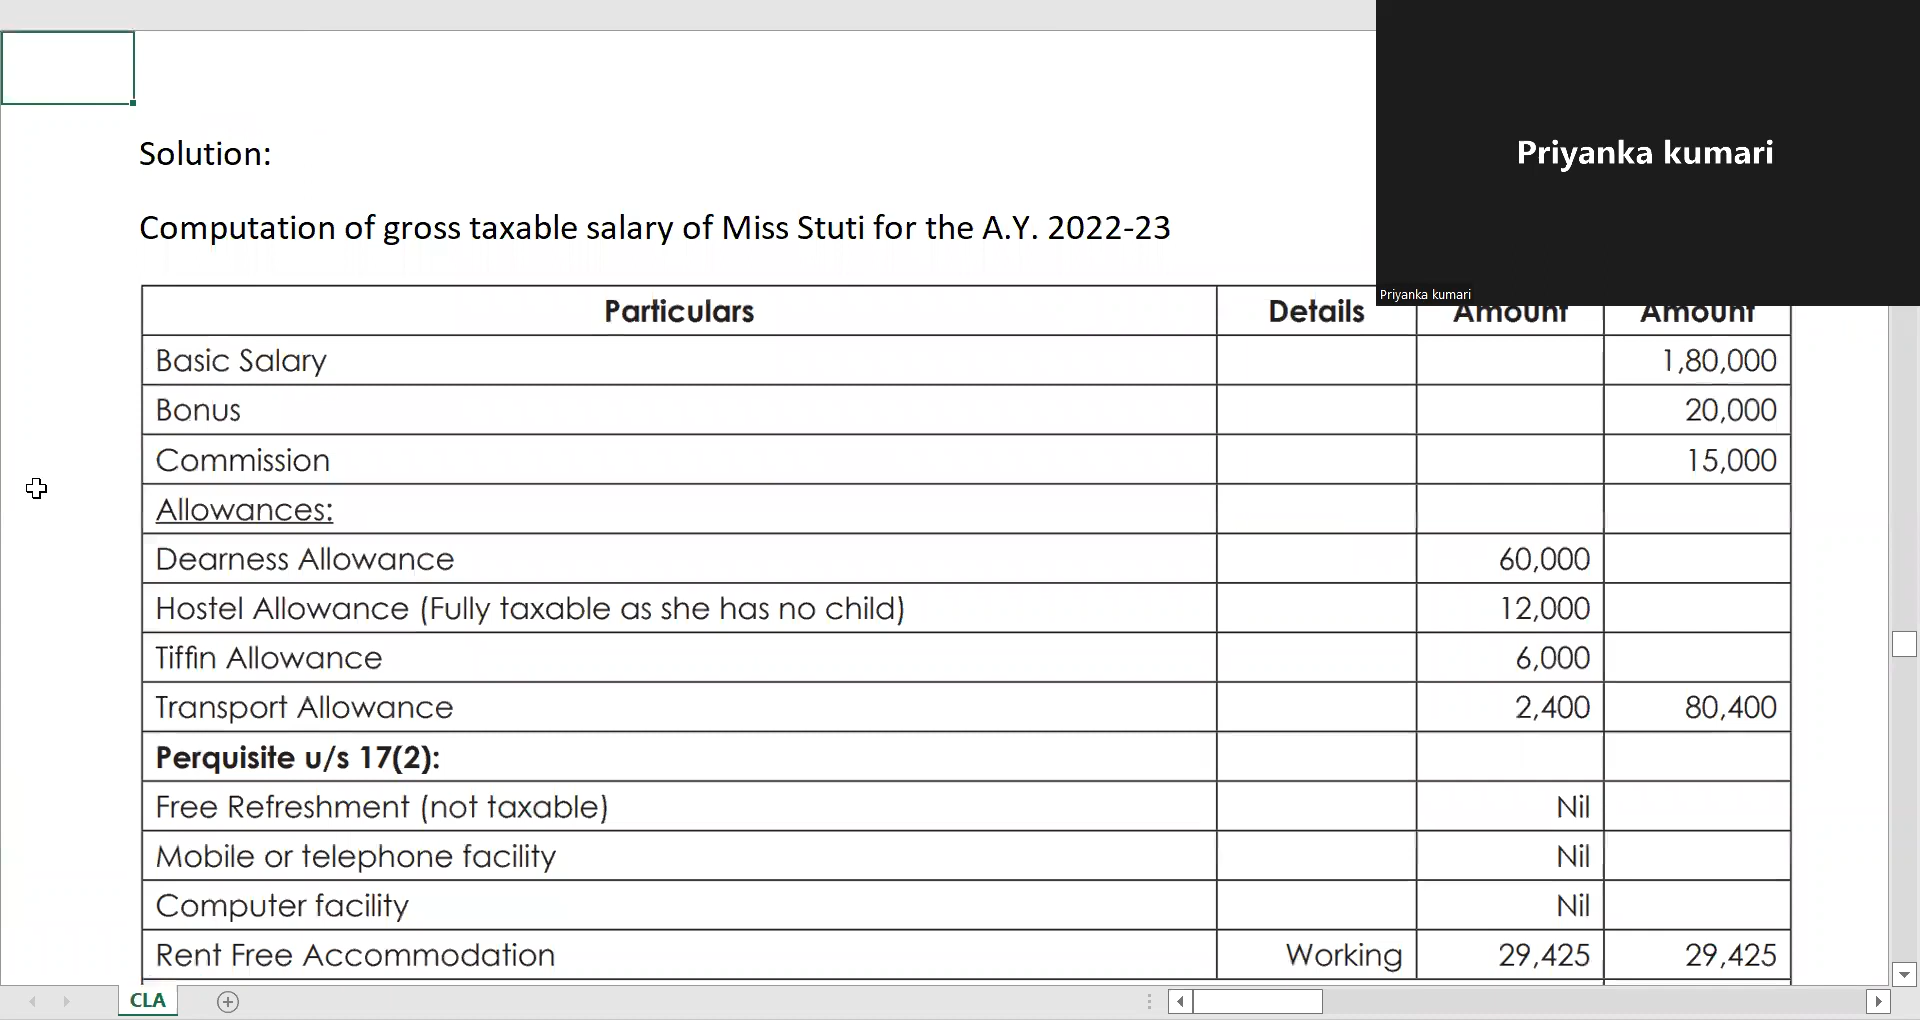 Priyanka kumari
Priyanka kumari
Solution:
Computation of gross taxable salary of Miss Stuti for the A.Y. 2022-23
Particulars Details Amount Amount
Basic Salary 1,80,000
Bonus 20,000
Commission 15,000
Allowances:
Dearness Allowance 60,000
Hostel Allowance (Fully taxable as she has no child) 12,000
Tiffin Allowance 6,000
Transport Allowance 2,400 80,400
Perquisite u/s 17(2):
Free Refreshment (not taxable) Nil
Mobile or telephone facility Nil
Computer facility Nil
Rent Free Accommodation Working 29,425 29,425
CLA